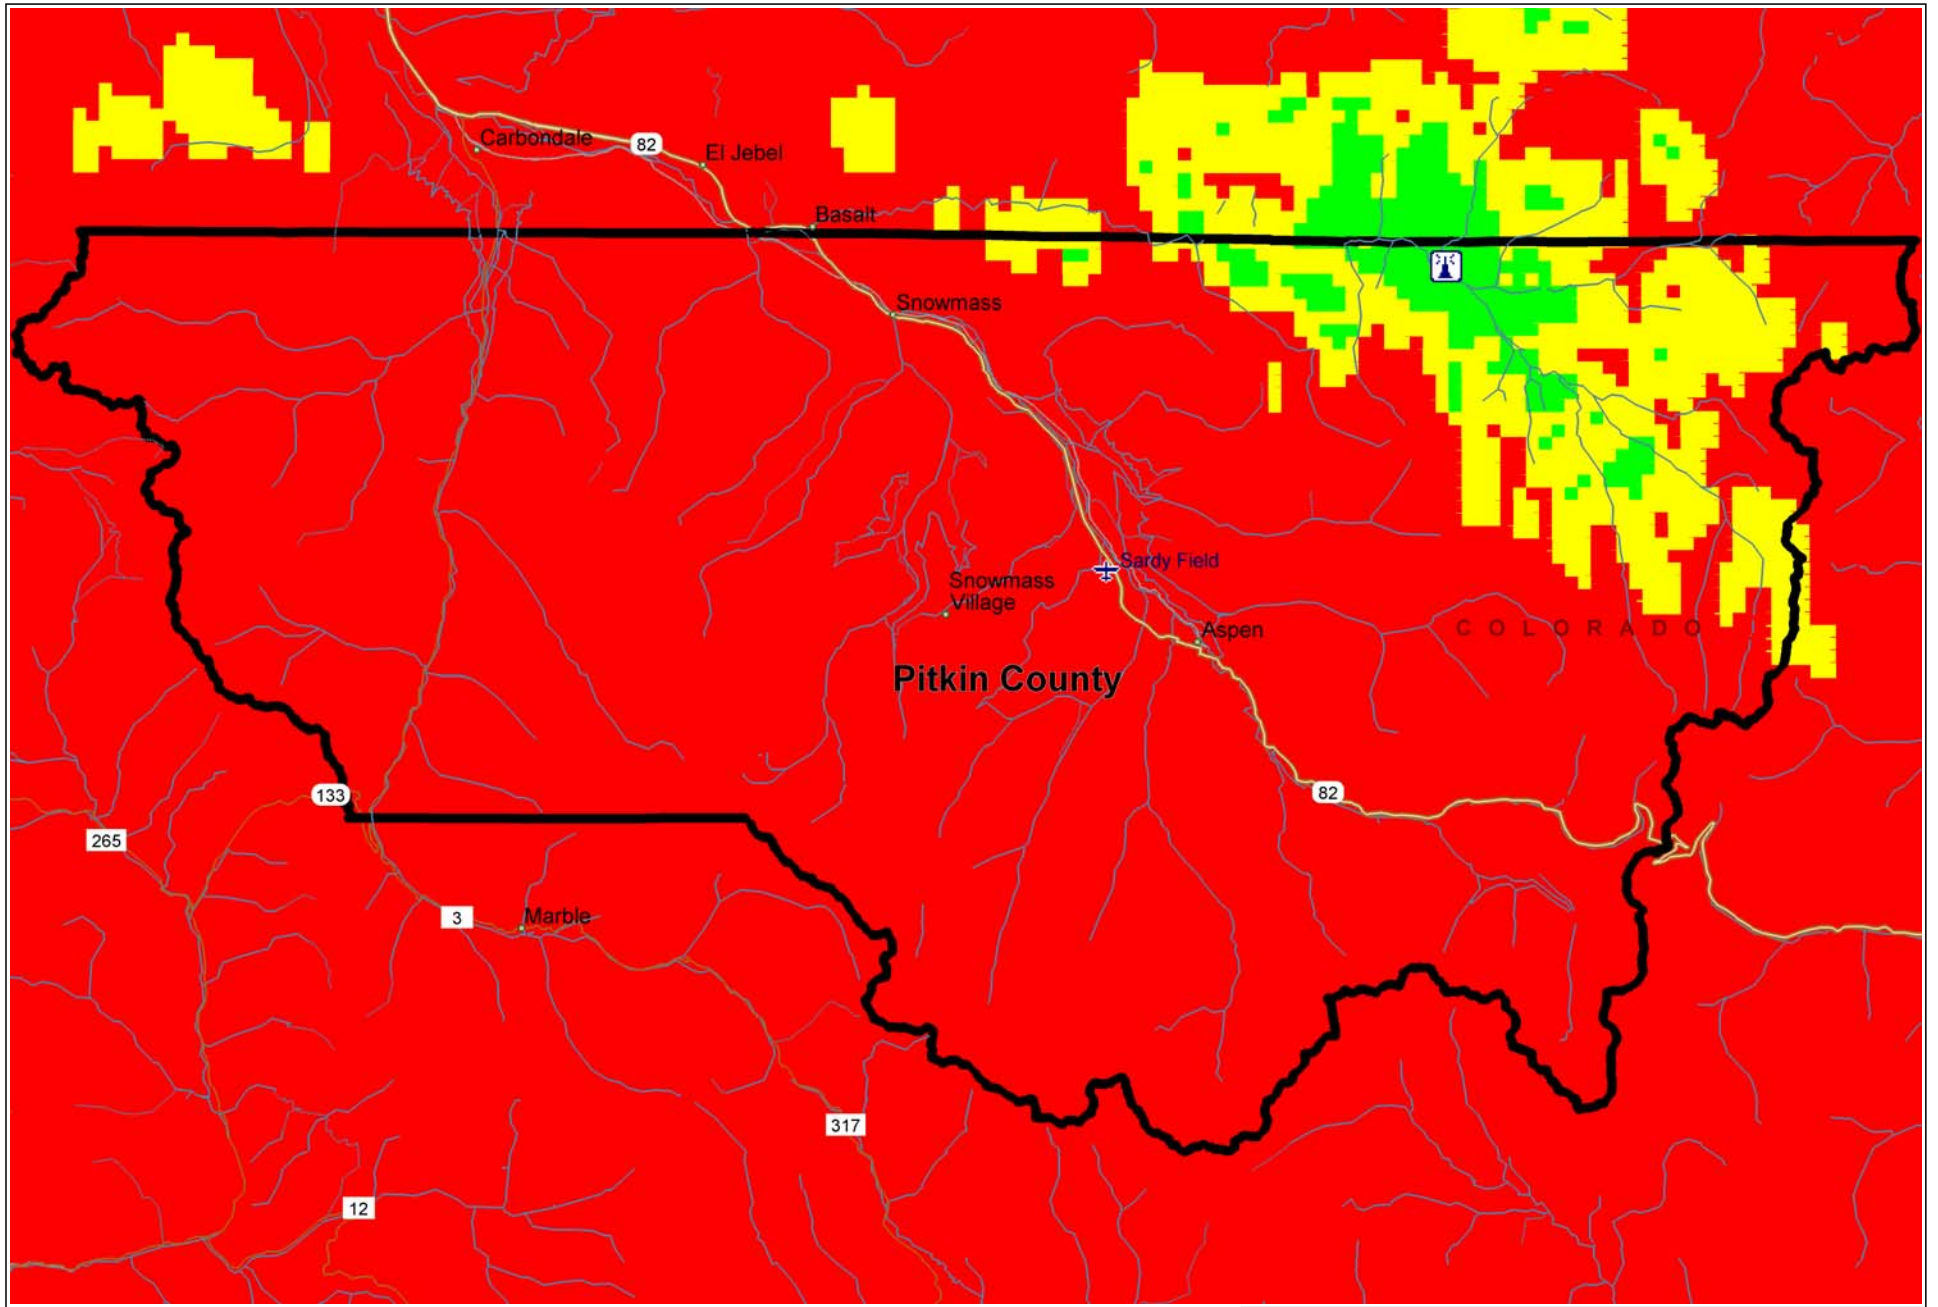 Carbondale
82
El Jebel
Basalt
Snowmass
Sardy Field
Snowmass
Village
Aspen
COLORADO
Pitkin County
133
82
265
3
Marble
317
12